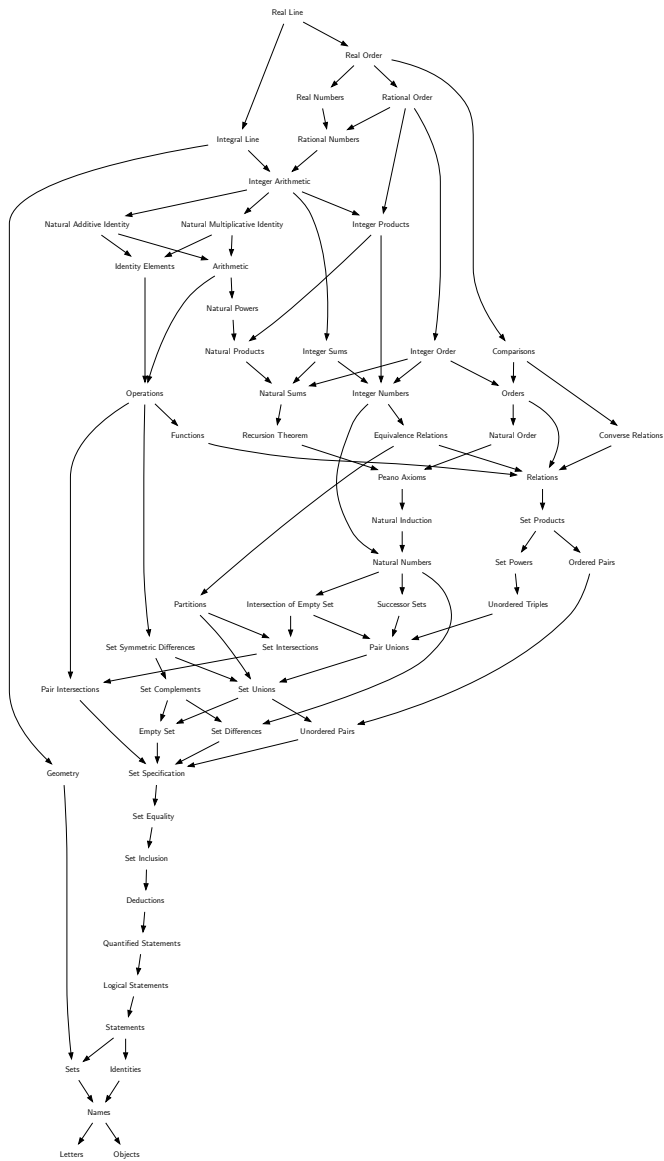 Real Line
Real Order
Real Numbers
Rational Order
Integral Line
Rational Numbers
Integer Arithmetic
Natural Additive Identity
Natural Multiplicative Identity
Integer Products
Identity Elements
Arithmetic
Natural Powers
Natural Products
Integer Sums
Integer Order
Comparisons
Operations
Natural Sums
Integer Numbers
Orders
Functions
Recursion Theorem
Equivalence Relations
Natural Order
Converse Relations
Peano Axioms
Relations
Natural Induction
Set Products
Natural Numbers
Set Powers
Ordered Pairs
Partitions
Intersection of Empty Set
Successor Sets
Unordered Triples
Set Symmetric Differences
Set Intersections
Pair Unions
Pair Intersections
Set Complements
Set Unions
Empty Set
Set Differences
Unordered Pairs
Geometry
Set Specification
Set Equality
Set Inclusion
Deductions
Quantified Statements
Logical Statements
Statements
Sets
Identities
Names
Letters
Objects